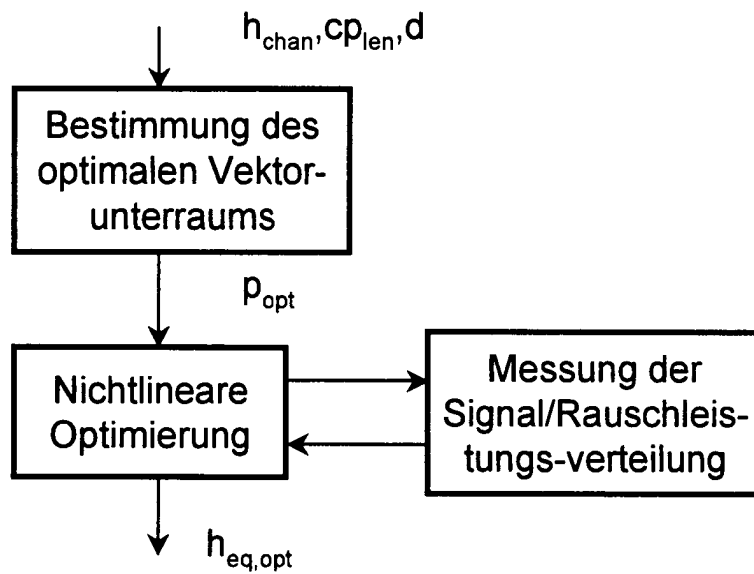 h_chan,cp_len,d
Bestimmung des
optimalen Vektor-
unterraums
p_opt
Nichtlineare
Optimierung
Messung der
Signal/Rauschleis-
tungs-verteilung
h_eq,opt